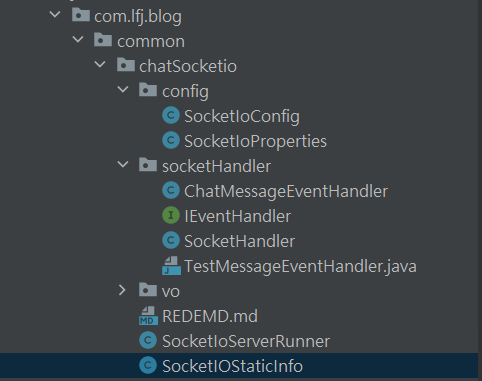 com.lfj.blog
common
chatSocketio
config
SocketIoConfig
SocketIoProperties
socketHandler
ChatMessageEventHandler
IEventHandler
SocketHandler
TestMessageEventHandler.java
vo
REDEMD.md
SocketIoServerRunner
SocketIOStaticInfo